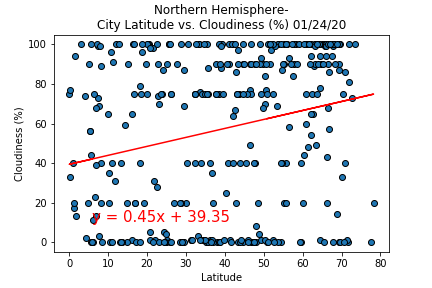 Northern Hemisphere-
City Latitude vs. Cloudiness (%) 01/24/20
100
80
60
40
20
0
Cloudiness (%)
y = 0.45x + 39.35
0 10 20 30 40 50 60 70 80
Latitude